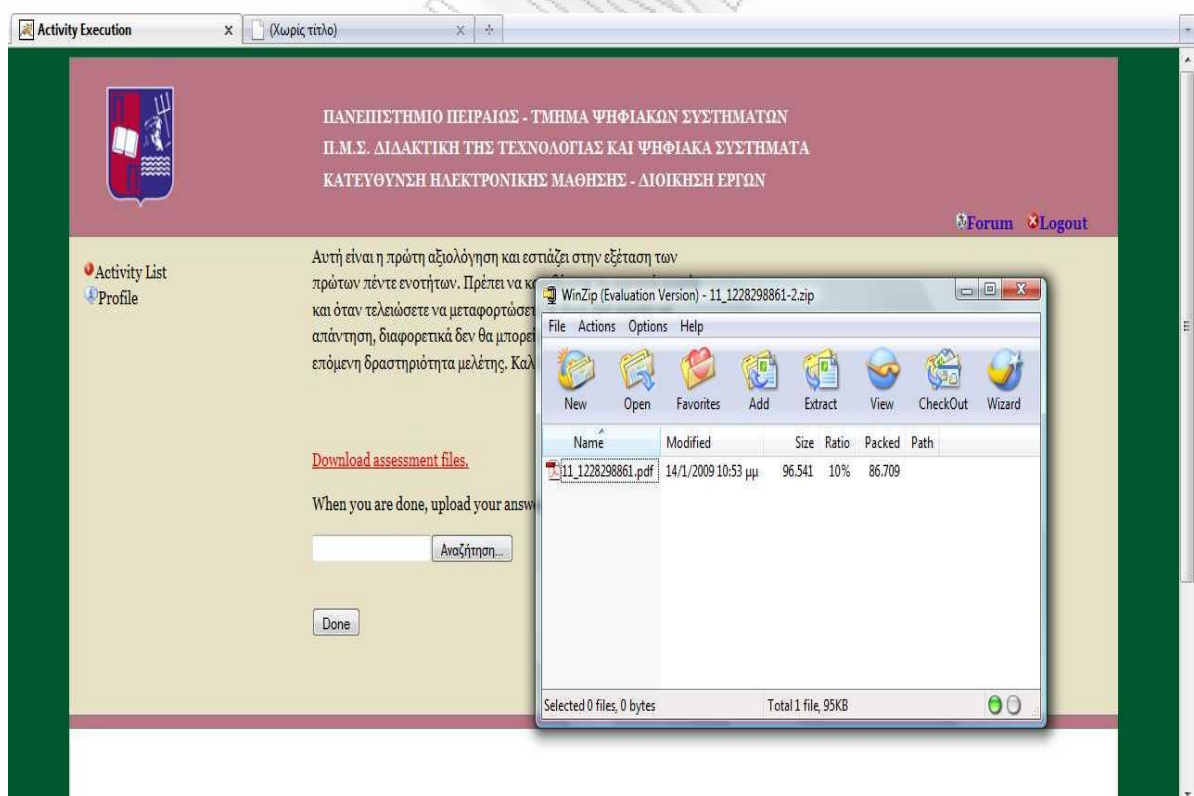 Activity Execution
(Χωρίς τίτλο)
ΠΑΝΕΠΙΣΤΗΜΙΟ ΠΕΙΡΑΙΩΣ - ΤΜΗΜΑ ΨΗΦΙΑΚΩΝ ΣΥΣΤΗΜΑΤΩΝ
Π.Μ.Σ. ΔΙΔΑΚΤΙΚΗ ΤΗΣ ΤΕΧΝΟΛΟΓΙΑΣ ΚΑΙ ΨΗΦΙΑΚΑ ΣΥΣΤΗΜΑΤΑ
ΚΑΤΕΥΘΥΝΣΗ ΗΛΕΚΤΡΟΝΙΚΗΣ ΜΑΘΗΣΗΣ - ΔΙΟΙΚΗΣΗ ΕΡΓΩΝ
Forum Logout
Activity List
Profile
Αυτή είναι η πρώτη αξιολόγηση και εστιάζει στην εξέταση των
πρώτων πέντε ενοτήτων. Πρέπει να
και όταν τελειώσετε να μεταφορτώσετ
απάντηση, διαφορετικά δεν θα μπορεί
επόμενη δραστηριότητα μελέτης. Καλ
Download assessment files.
When you are done, upload your answ
Αναζήτηση...
Done
WinZip (Evaluation Version) - 11_1228298861-2.zip
File Actions Options Help
New Open Favorites Add Extract View CheckOut Wizard
Name Modified Size Ratio Packed Path
11_1228298861.pdf 14/1/2009 10:53 μμ 96.541 10% 86.709
Selected 0 files, 0 bytes Total 1 file, 95KB